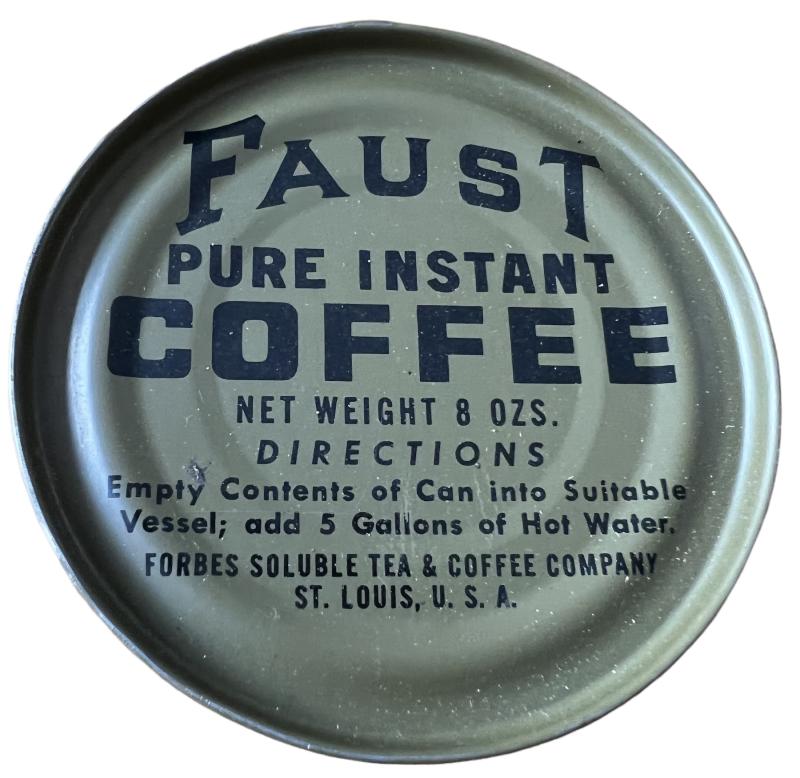 FAUST
PURE INSTANT
COFFEE
NET WEIGHT 8 OZS.
DIRECTIONS
Empty Contents of Can into Suitable
Vessel; add 5 Gallons of Hot Water.
FORBES SOLUBLE TEA & COFFEE COMPANY
ST. LOUIS, U. S. A.